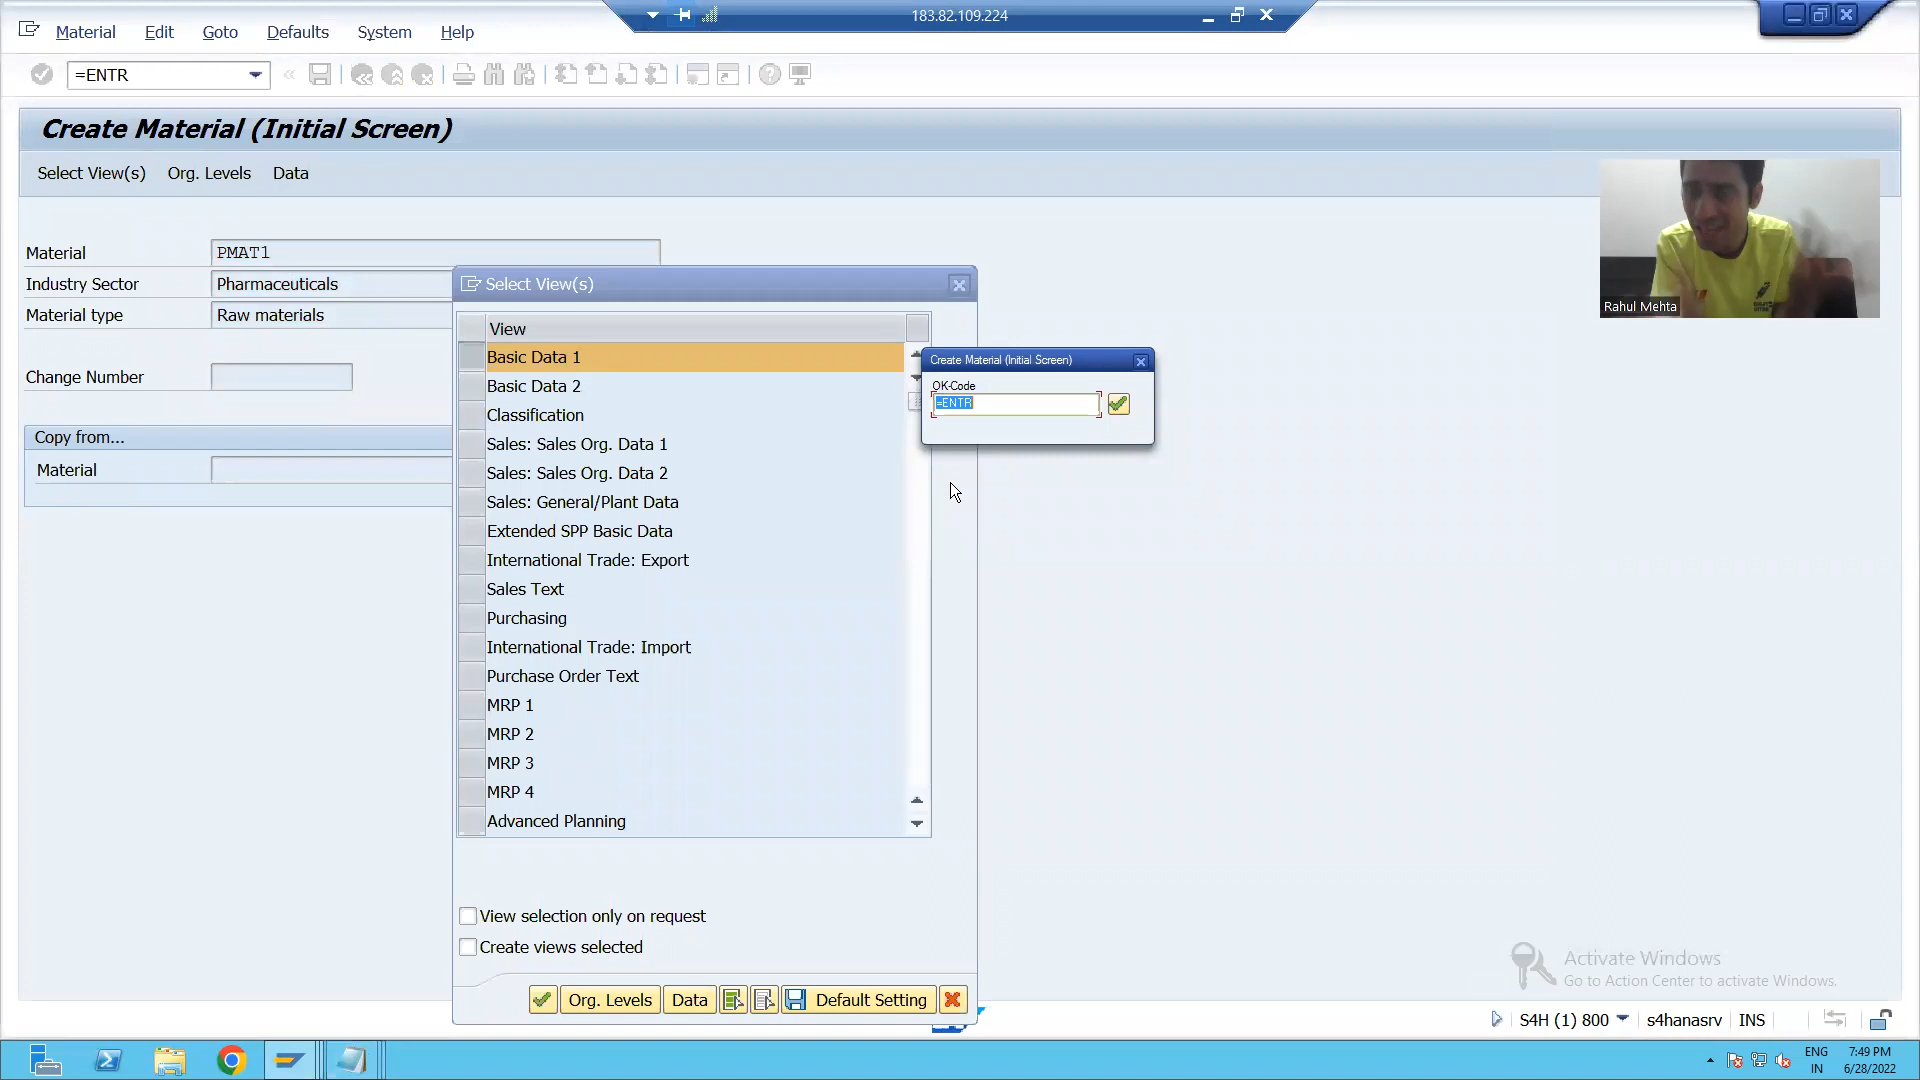 183.82.109.224
Material Edit Goto Defaults System Help
=ENTR
Create Material (Initial Screen)
Select View(s) Org. Levels Data
Material PMAT1
Industry Sector Pharmaceuticals
Material type Raw materials
Change Number
Copy from...
Material
Select View(s)
View
Basic Data 1
Basic Data 2
Classification
Sales: Sales Org. Data 1
Sales: Sales Org. Data 2
Sales: General/Plant Data
Extended SPP Basic Data
International Trade: Export
Sales Text
Purchasing
International Trade: Import
Purchase Order Text
MRP 1
MRP 2
MRP 3
MRP 4
Advanced Planning
View selection only on request
Create views selected
Org. Levels Data Default Setting
Create Material (Initial Screen)
OK-Code
=ENTR
Rahul Mehta
Activate Windows
Go to Action Center to activate Windows.
S4H (1) 800 s4hanasrv INS
ENG 7:49 PM
IN 6/28/2022